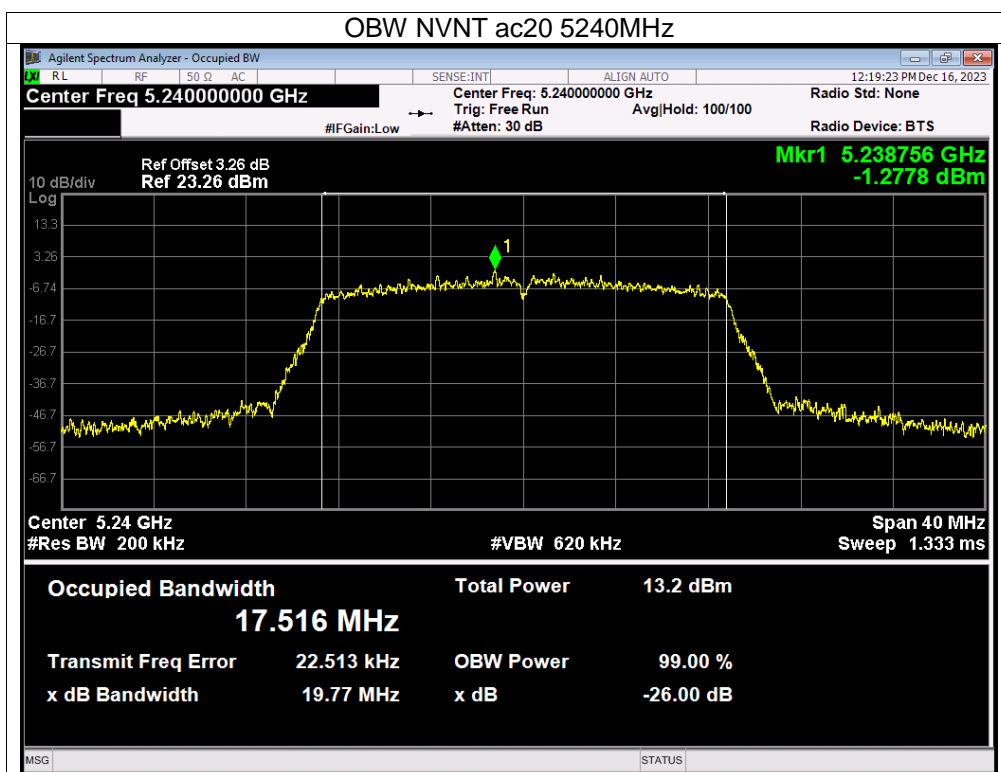 OBW NVNT ac20 5240MHz
Agilent Spectrum Analyzer - Occupied BW
LXI RL RF 50 Ω AC SENSE:INT ALIGN AUTO 12:19:23 PM Dec 16, 2023
Center Freq 5.240000000 GHz Center Freq: 5.240000000 GHz Radio Std: None
Trig: Free Run Avg|Hold: 100/100
#IFGain:Low #Atten: 30 dB Radio Device: BTS
Mkr1 5.238756 GHz
-1.2778 dBm
Ref Offset 3.26 dB
10 dB/div Ref 23.26 dBm
Log
13.3
1
3.26
-6.74
-16.7
-26.7
-36.7
-46.7
-56.7
-66.7
Center 5.24 GHz Span 40 MHz
#Res BW 200 kHz #VBW 620 kHz Sweep 1.333 ms
Occupied Bandwidth Total Power 13.2 dBm
17.516 MHz
Transmit Freq Error 22.513 kHz OBW Power 99.00 %
x dB Bandwidth 19.77 MHz x dB -26.00 dB
MSG STATUS